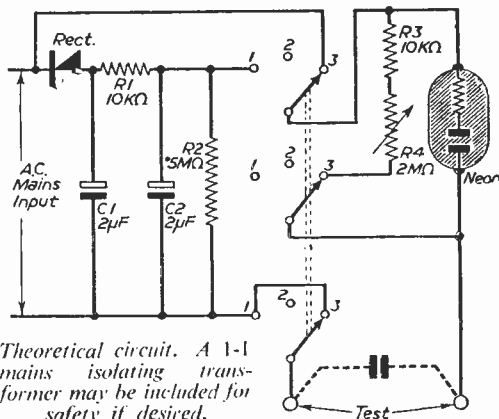 Rect.
R1
10KΩ
R2
·5MΩ
A.C.
Mains
Input
C1
2µF
C2
2µF
1
2
3
1
2
3
1
2
3
R3
10KΩ
R4
2MΩ
Neon
Theoretical circuit. A 1-1
mains isolating trans-
former may be included for
safety if desired.
Test